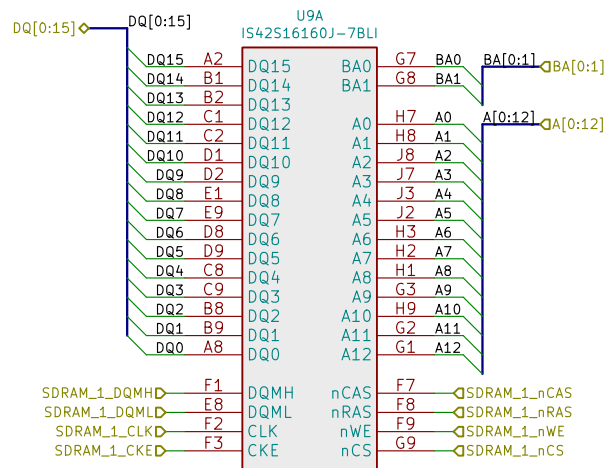 U9A
IS42S16160J-7BLI
DQ[0:15] DQ[0:15]
DQ15 A2 DQ15 BA0 G7 BA0 BA[0:1] BA[0:1]
DQ14 B1 DQ14 BA1 G8 BA1
DQ13 B2 DQ13
DQ12 C1 DQ12 A0 H7 A0 A[0:12] A[0:12]
DQ11 C2 DQ11 A1 H8 A1
DQ10 D1 DQ10 A2 J8 A2
DQ9 D2 DQ9 A3 J7 A3
DQ8 E1 DQ8 A4 J3 A4
DQ7 E9 DQ7 A5 J2 A5
DQ6 D8 DQ6 A6 H3 A6
DQ5 D9 DQ5 A7 H2 A7
DQ4 C8 DQ4 A8 H1 A8
DQ3 C9 DQ3 A9 G3 A9
DQ2 B8 DQ2 A10 H9 A10
DQ1 B9 DQ1 A11 G2 A11
DQ0 A8 DQ0 A12 G1 A12
SDRAM_1_DQMH F1 DQMH nCAS F7 SDRAM_1_nCAS
SDRAM_1_DQML E8 DQML nRAS F8 SDRAM_1_nRAS
SDRAM_1_CLK F2 CLK nWE F9 SDRAM_1_nWE
SDRAM_1_CKE F3 CKE nCS G9 SDRAM_1_nCS